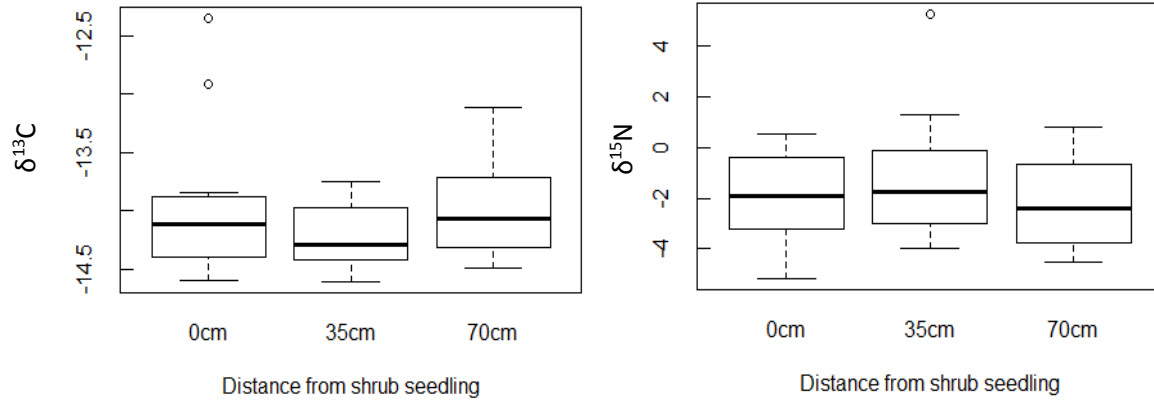 δ¹³C
-12.5
-13.5
-14.5
0cm 35cm 70cm
Distance from shrub seedling
δ¹⁵N
4
2
0
-2
-4
0cm 35cm 70cm
Distance from shrub seedling